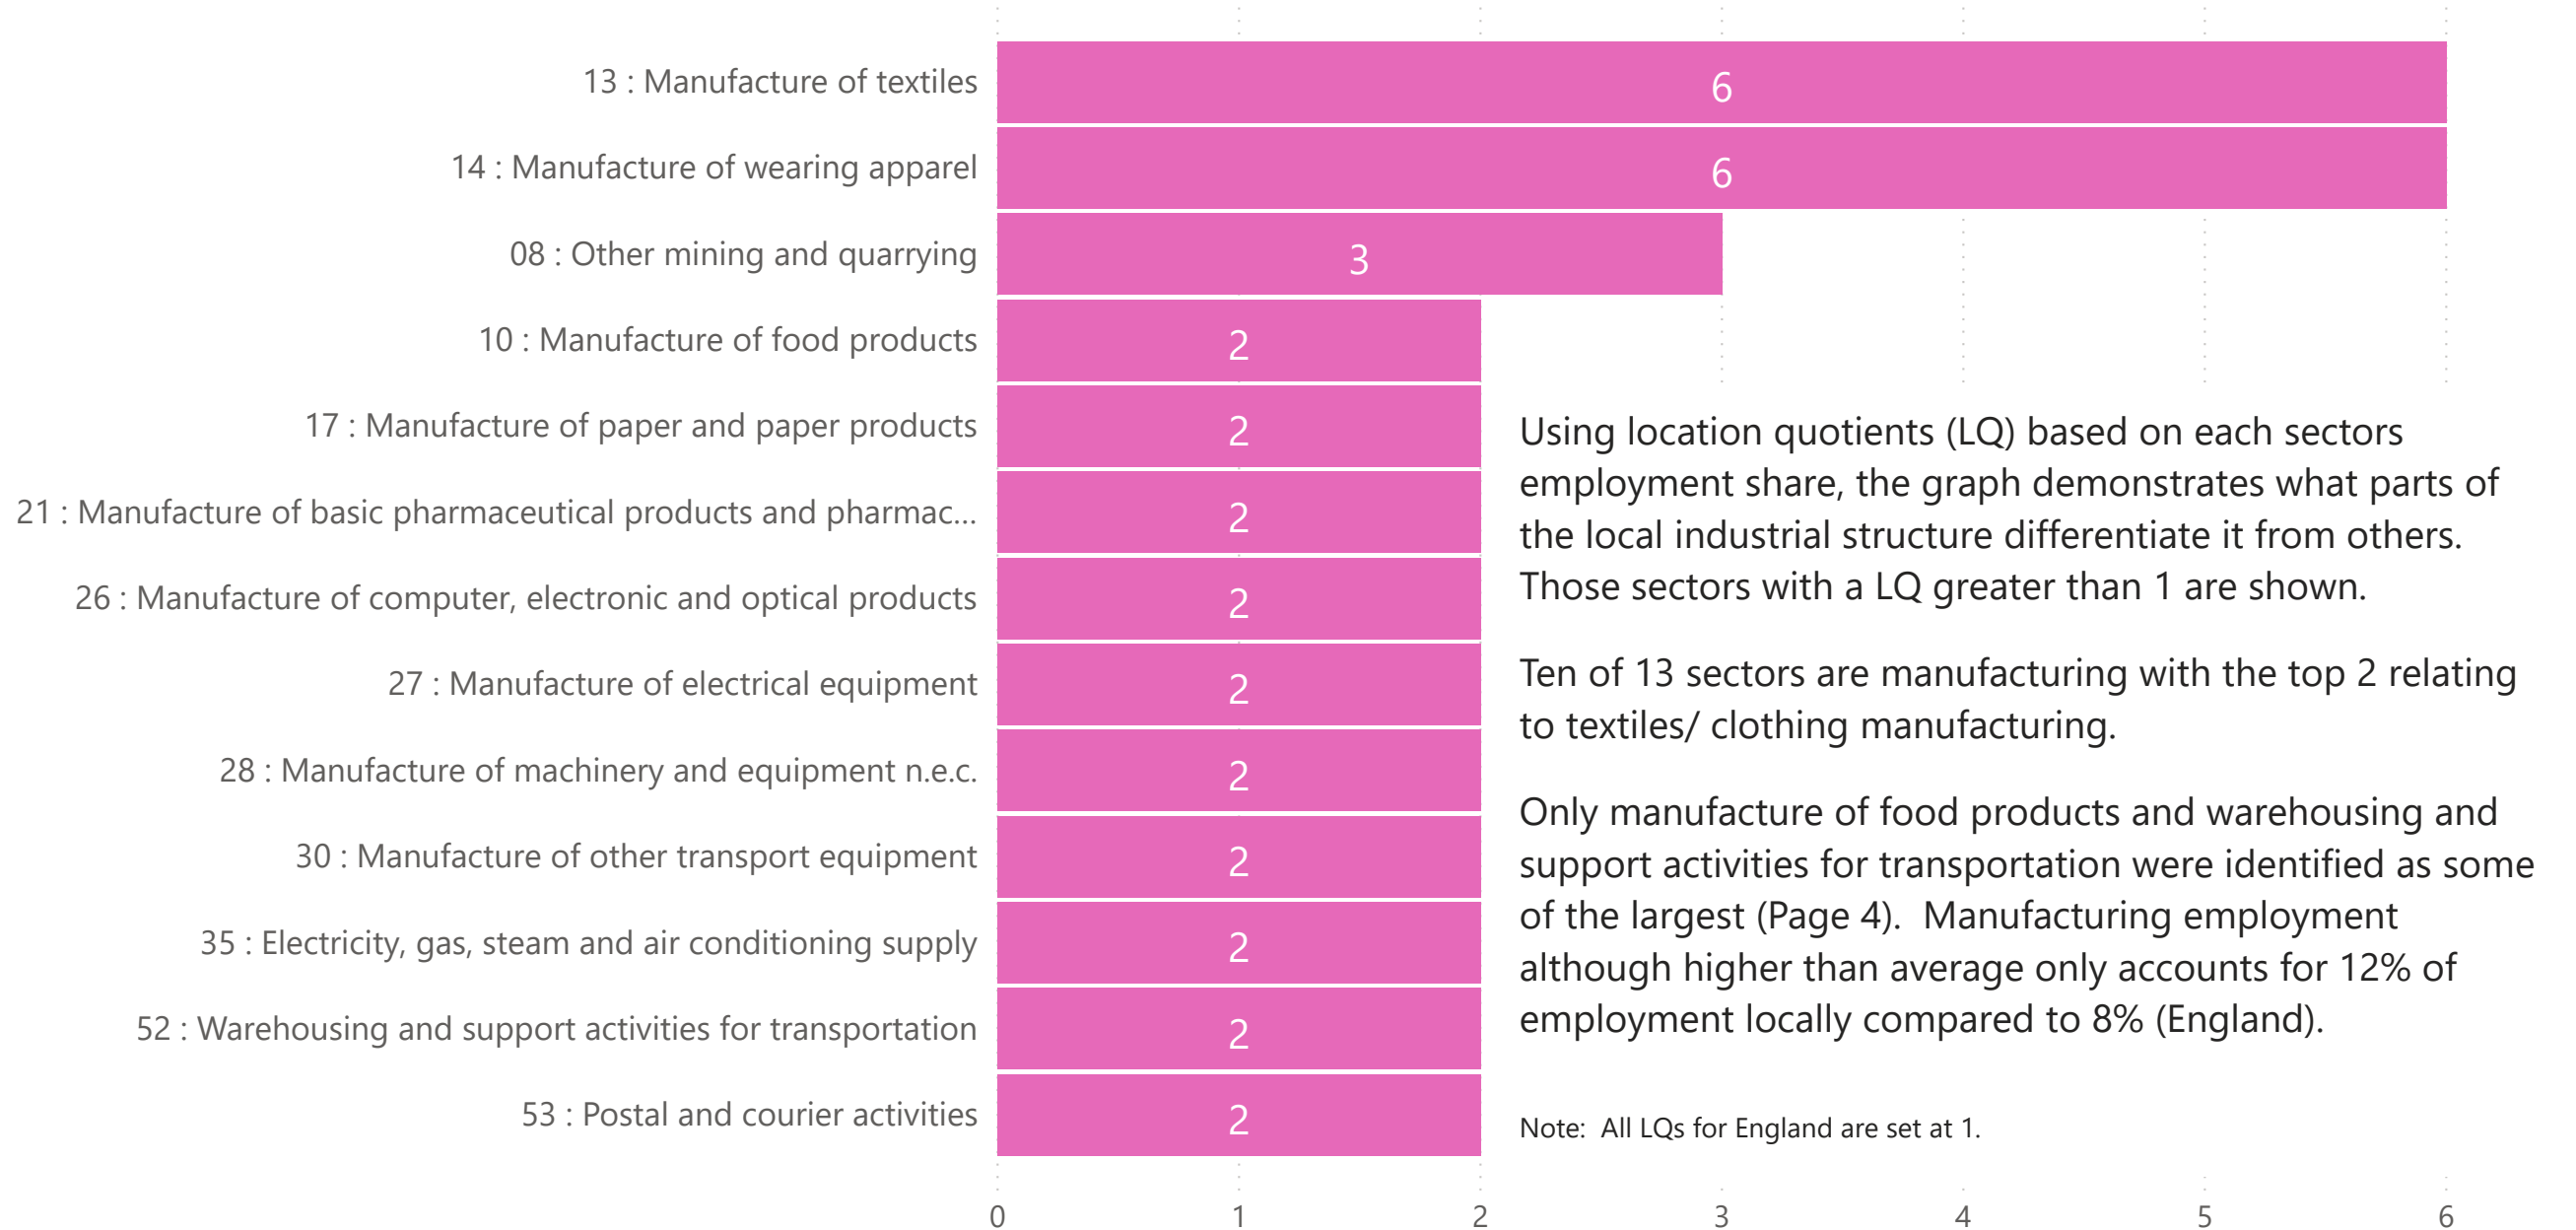 13 : Manufacture of textiles
6
14 : Manufacture of wearing apparel
6
08 : Other mining and quarrying
3
10 : Manufacture of food products
2
17 : Manufacture of paper and paper products
2
21 : Manufacture of basic pharmaceutical products and pharmac...
2
26 : Manufacture of computer, electronic and optical products
2
27 : Manufacture of electrical equipment
2
28 : Manufacture of machinery and equipment n.e.c.
2
30 : Manufacture of other transport equipment
2
35 : Electricity, gas, steam and air conditioning supply
2
52 : Warehousing and support activities for transportation
2
53 : Postal and courier activities
2
0 1 2 3 4 5 6
Using location quotients (LQ) based on each sectors
employment share, the graph demonstrates what parts of
the local industrial structure differentiate it from others.
Those sectors with a LQ greater than 1 are shown.
Ten of 13 sectors are manufacturing with the top 2 relating
to textiles/ clothing manufacturing.
Only manufacture of food products and warehousing and
support activities for transportation were identified as some
of the largest (Page 4).  Manufacturing employment
although higher than average only accounts for 12% of
employment locally compared to 8% (England).
Note:  All LQs for England are set at 1.